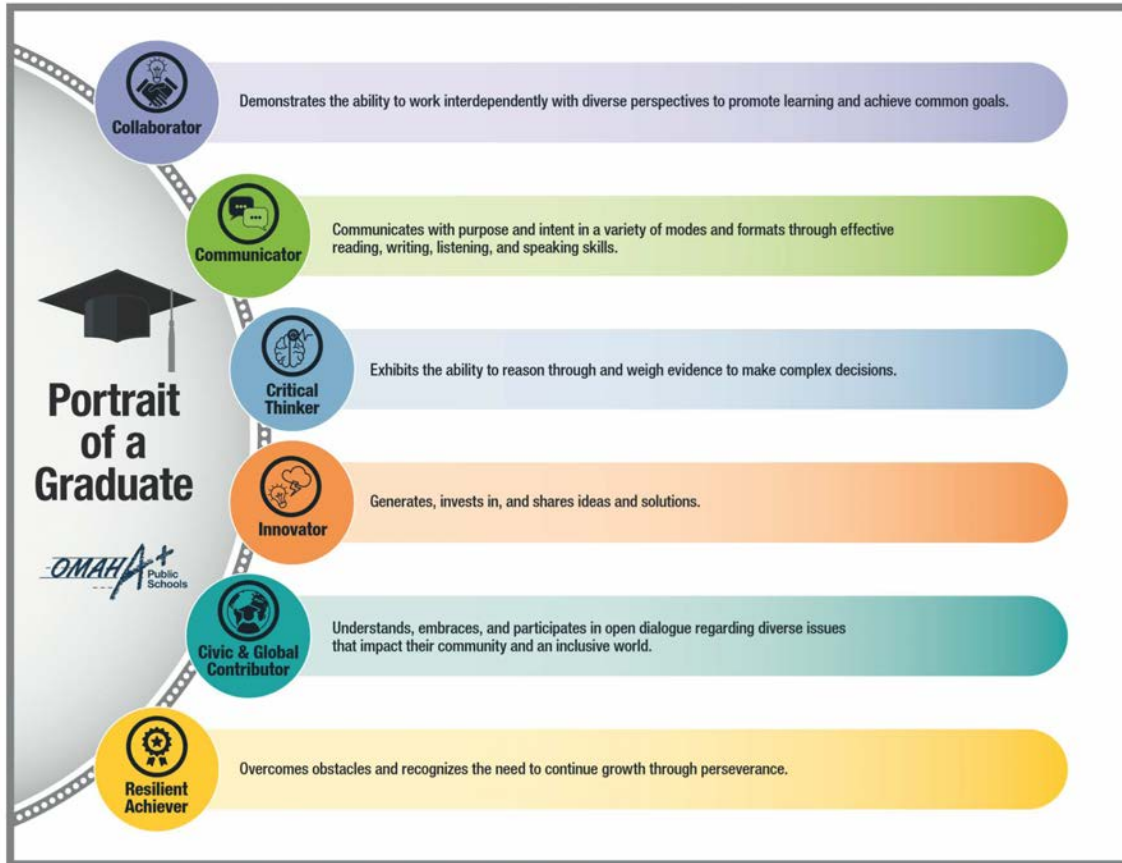 Collaborator
Demonstrates the ability to work interdependently with diverse perspectives to promote learning and achieve common goals.
Communicator
Communicates with purpose and intent in a variety of modes and formats through effective
reading, writing, listening, and speaking skills.
Critical
Thinker
Exhibits the ability to reason through and weigh evidence to make complex decisions.
Portrait
of a
Graduate
OMAHA+
Public
Schools
Innovator
Generates, invests in, and shares ideas and solutions.
Civic & Global
Contributor
Understands, embraces, and participates in open dialogue regarding diverse issues
that impact their community and an inclusive world.
Resilient
Achiever
Overcomes obstacles and recognizes the need to continue growth through perseverance.